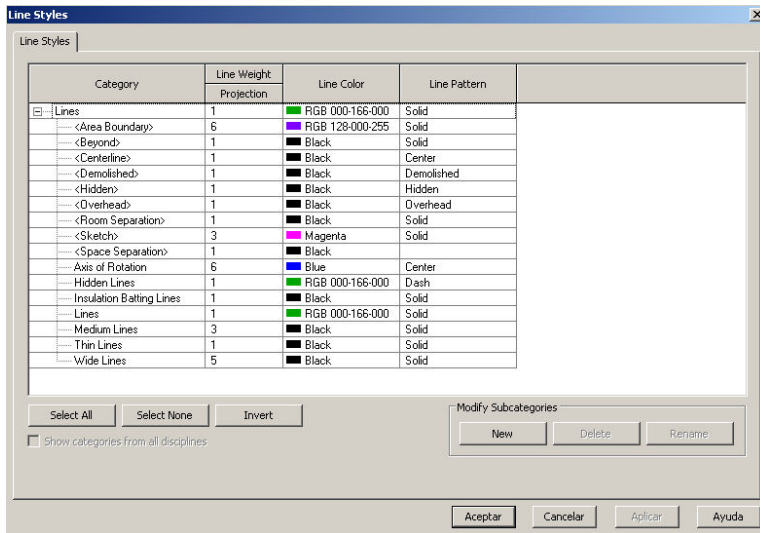 Line Styles
Line Styles
Category Line Weight Line Color Line Pattern
Projection
Lines 1 RGB 000-166-000 Solid
<Area Boundary> 6 RGB 128-000-255 Solid
<Beyond> 1 Black Solid
<Centerline> 1 Black Center
<Demolished> 1 Black Demolished
<Hidden> 1 Black Hidden
<Overhead> 1 Black Overhead
<Room Separation> 1 Black Solid
<Sketch> 3 Magenta Solid
<Space Separation> 1 Black
Axis of Rotation 6 Blue Center
Hidden Lines 1 RGB 000-166-000 Dash
Insulation Batting Lines 1 Black Solid
Lines 1 RGB 000-166-000 Solid
Medium Lines 3 Black Solid
Thin Lines 1 Black Solid
Wide Lines 5 Black Solid
Select All Select None Invert
Modify Subcategories
New Delete Rename
Show categories from all disciplines
Aceptar Cancelar Aplicar Ayuda